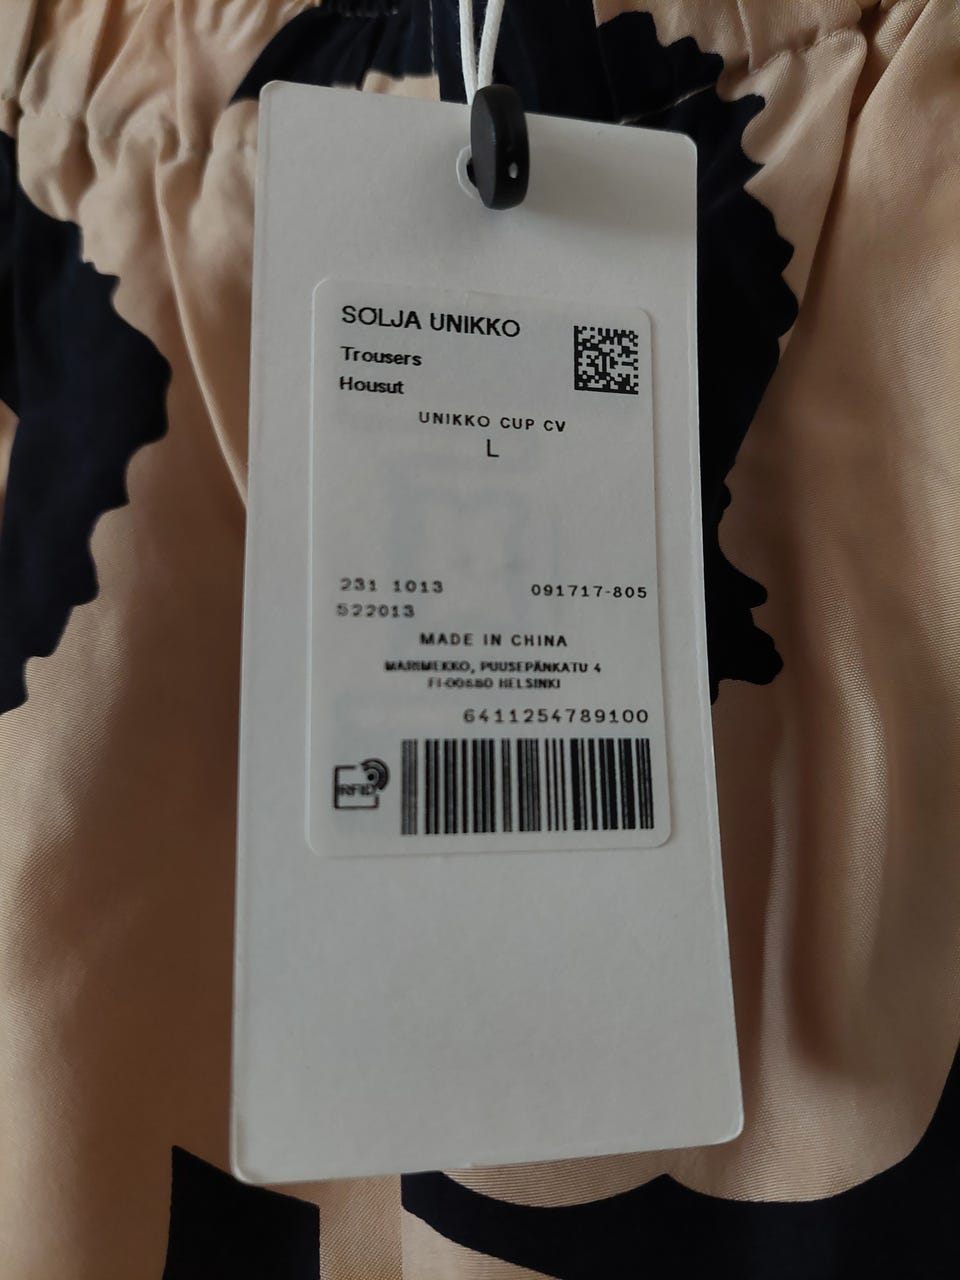 SOLJA UNIKKO
Trousers
Housut
UNIKKO CUP CV
L
231 1013
091717-805
522013
MADE IN CHINA
MARIMEKKO, PUUSEPÄNKATU 4
FI-00880 HELSINKI
6411254789100
RFID